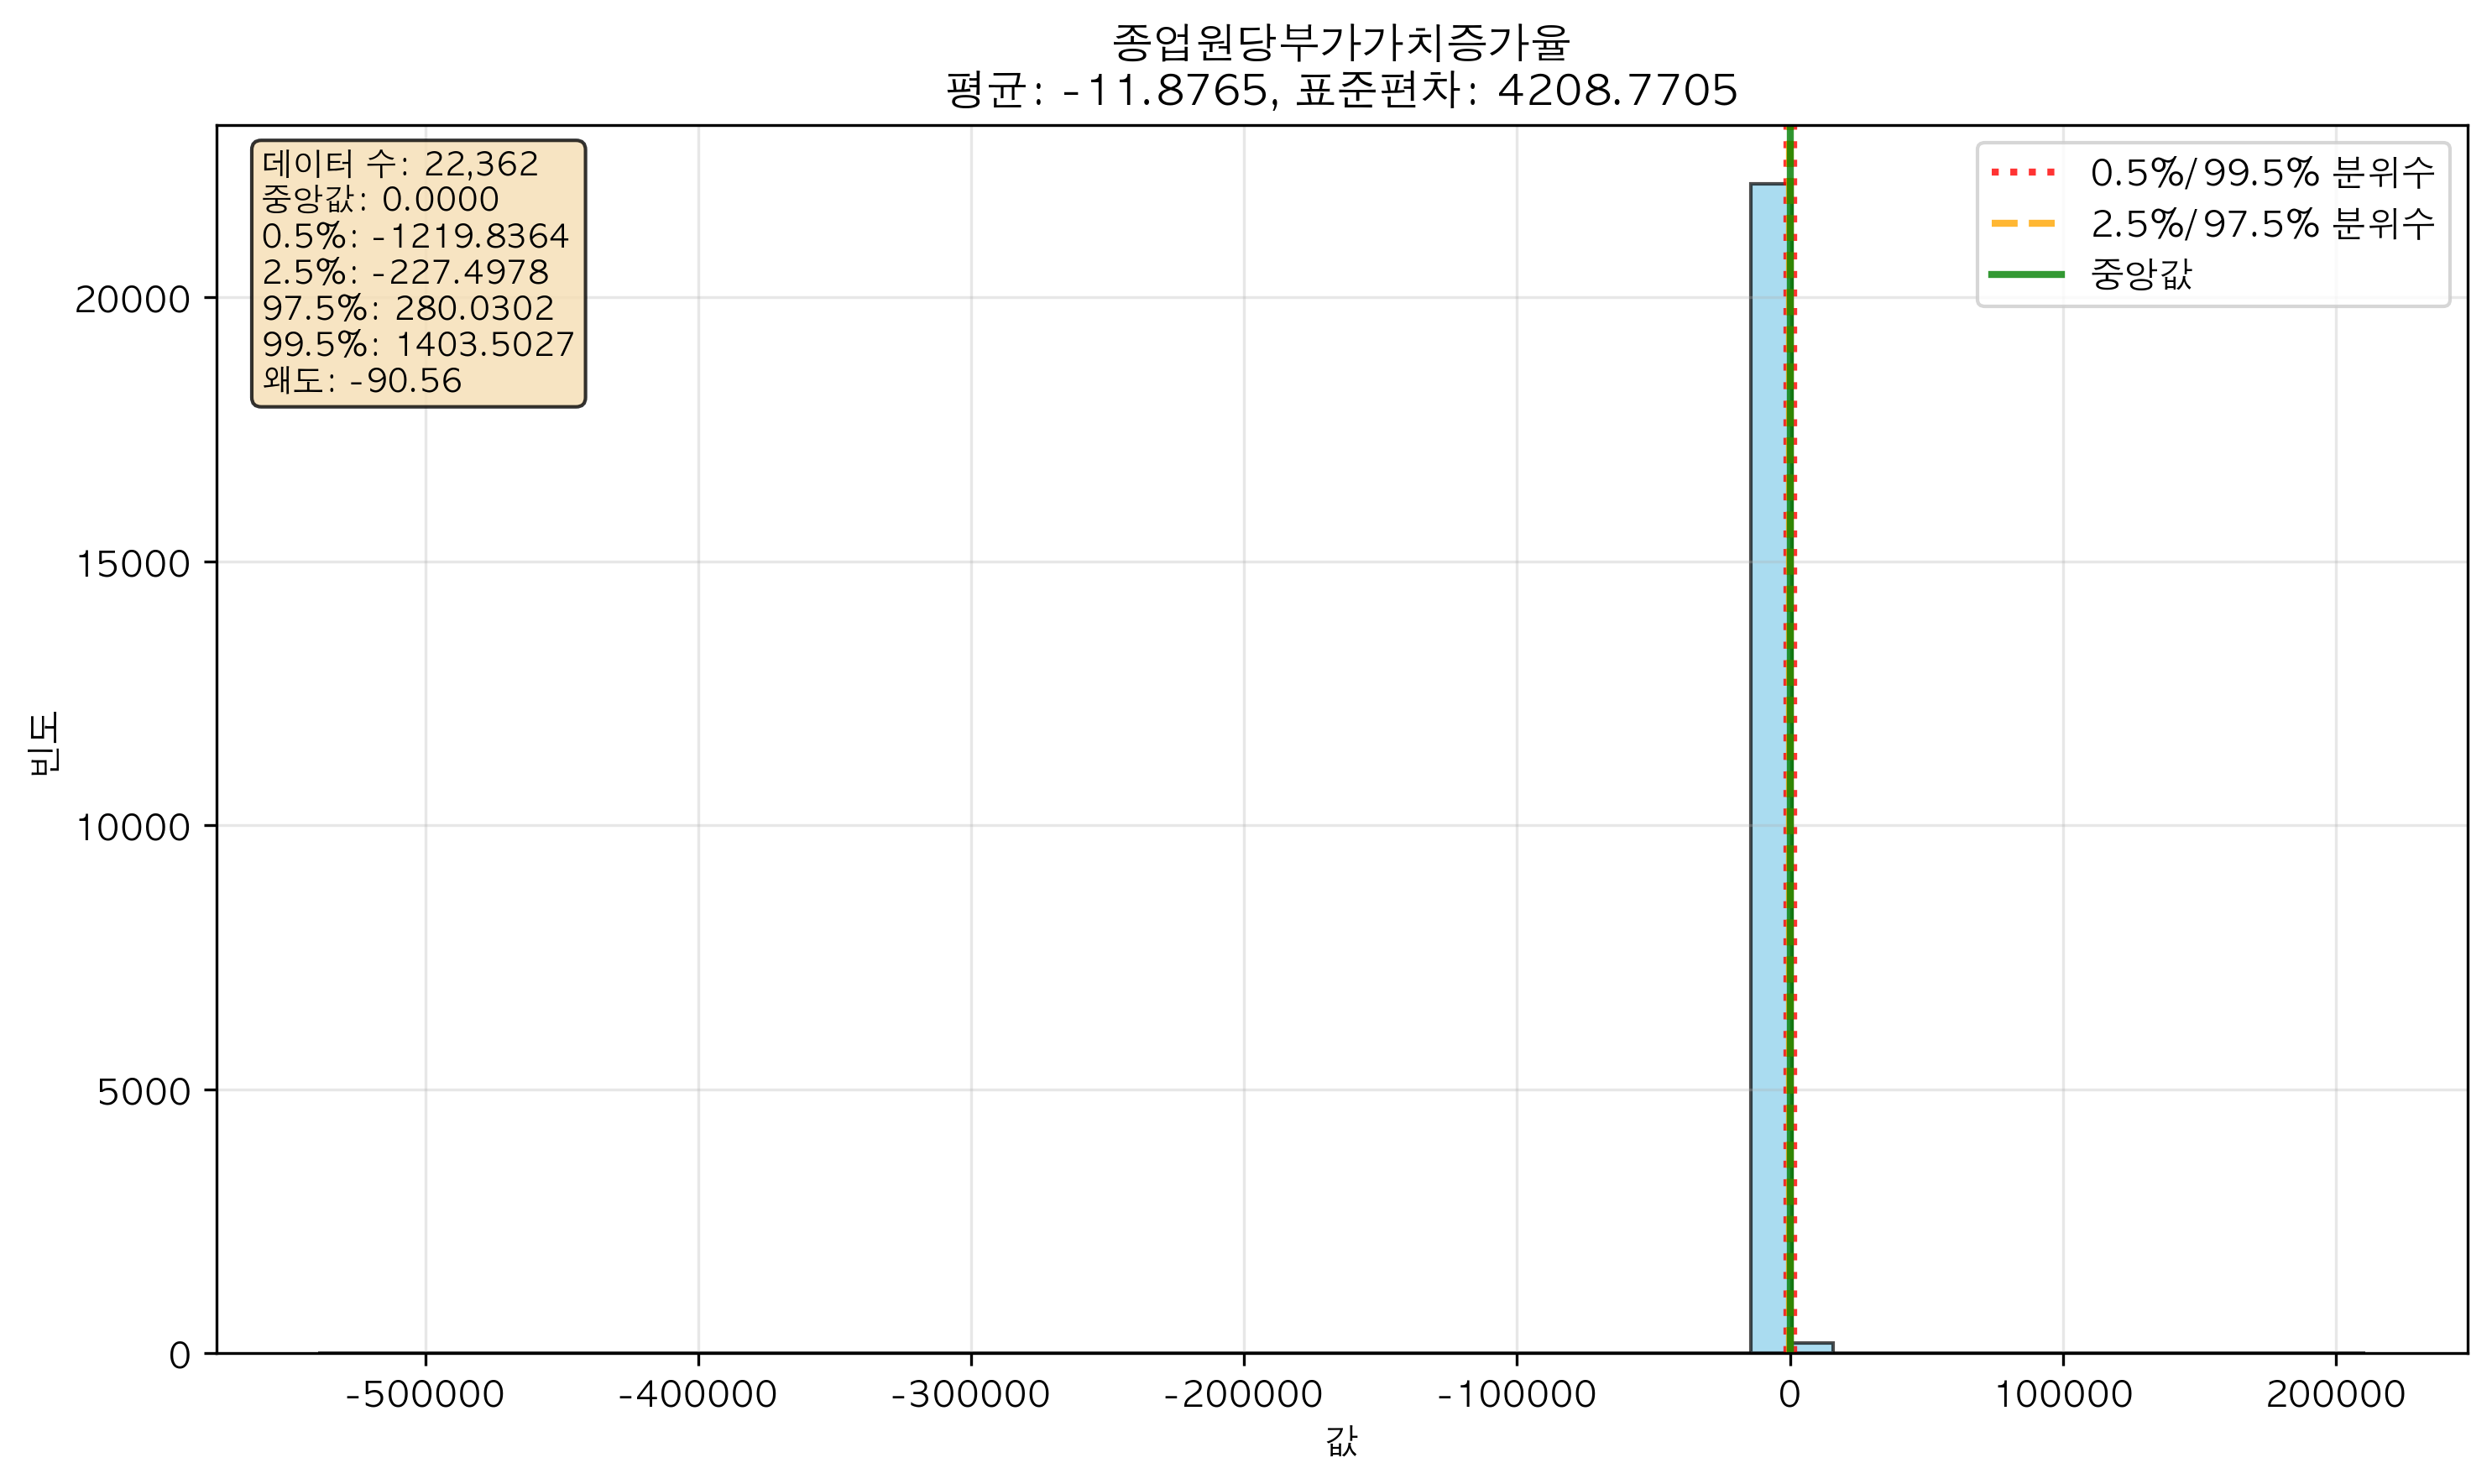 종업원당부가가치증가율
평균: -11.8765, 표준편차: 4208.7705
데이터 수: 22,362
중앙값: 0.0000
0.5%: -1219.8364
2.5%: -227.4978
97.5%: 280.0302
99.5%: 1403.5027
왜도: -90.56
0.5%/99.5% 분위수
2.5%/97.5% 분위수
중앙값
빈도
20000
15000
10000
5000
0
-500000
-400000
-300000
-200000
-100000
0
100000
200000
값